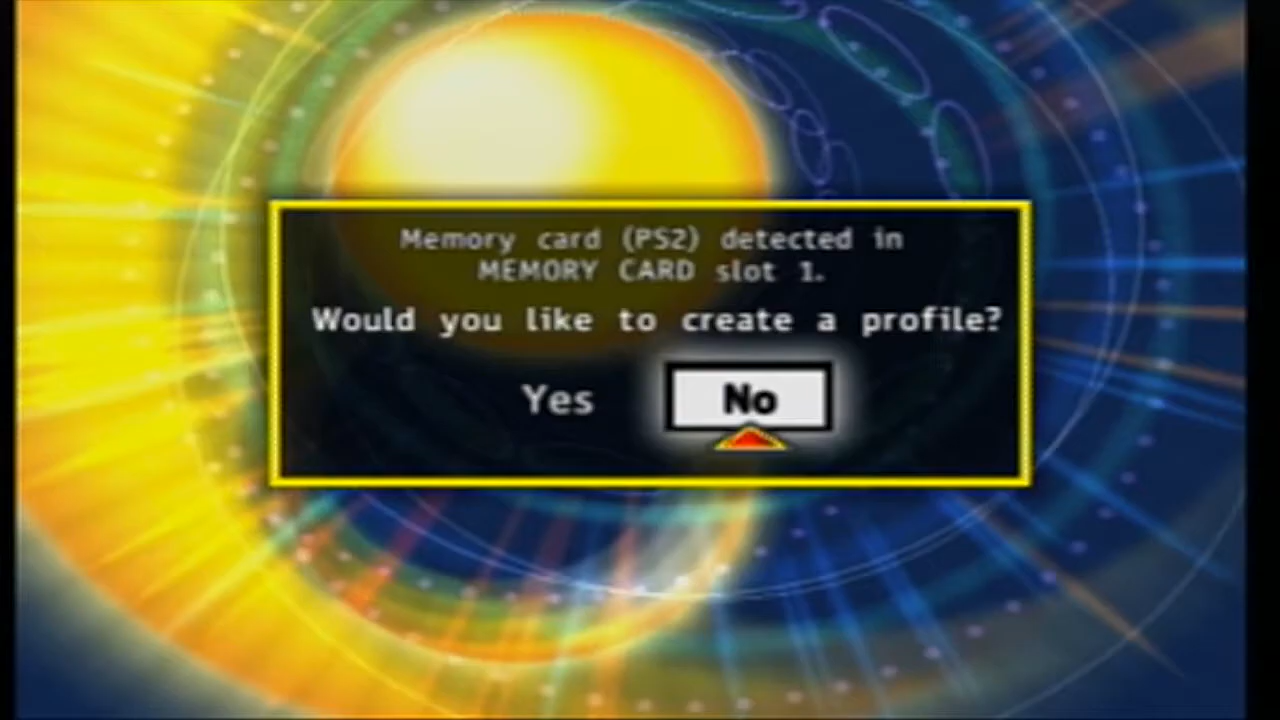 Memory card (PS2) detected in
MEMORY CARD slot 1.
Would you like to create a profile?
Yes No